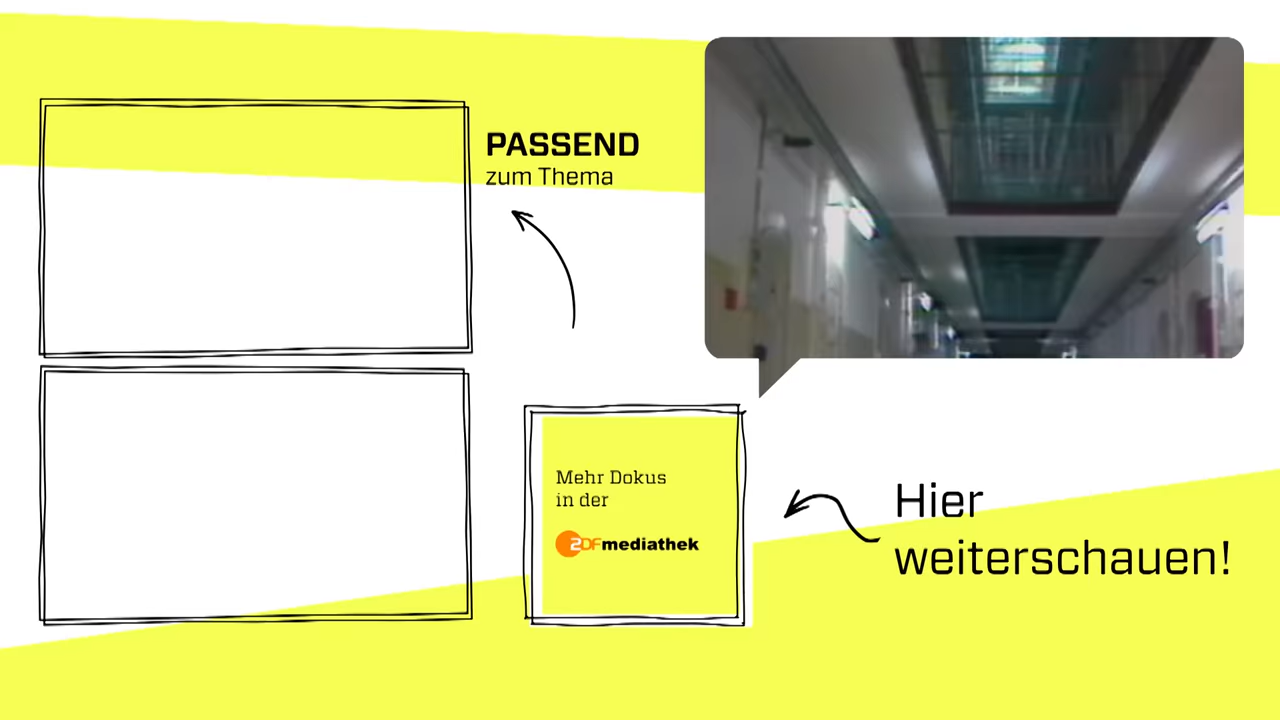 PASSEND
zum Thema
Mehr Dokus
in der
ZDFmediathek
Hier
weiterschauen!